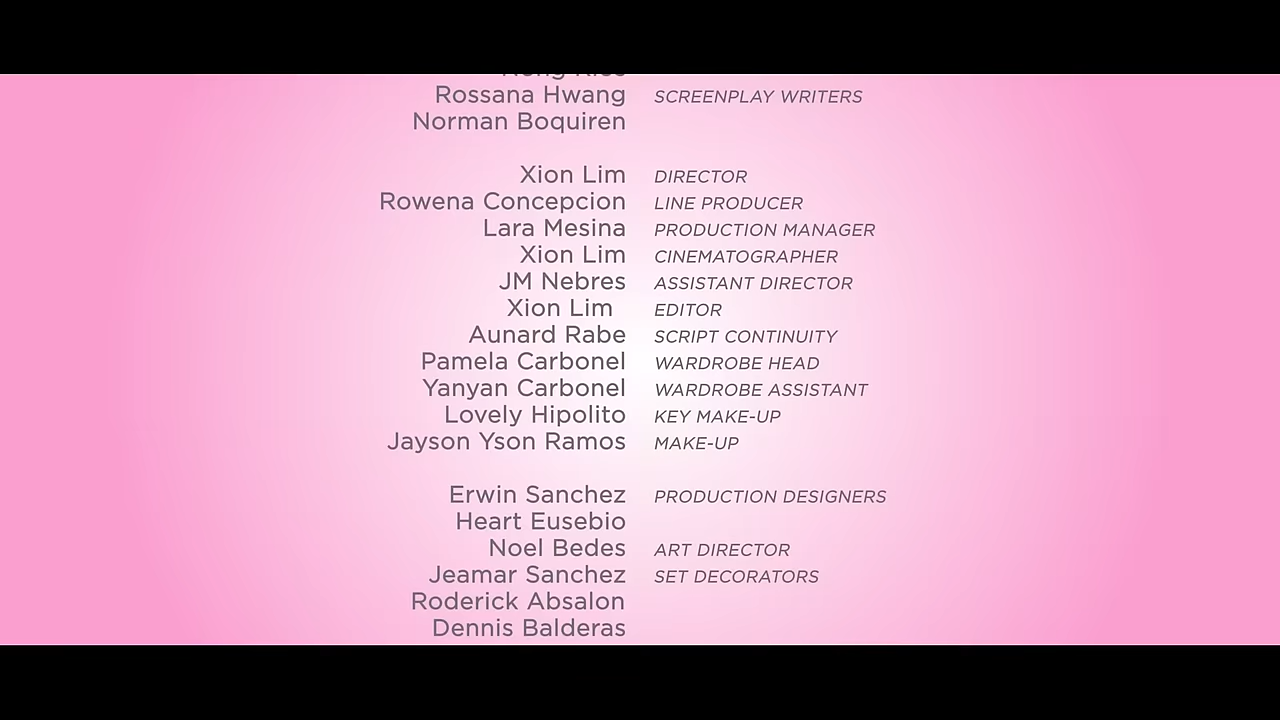 Rossana Hwang SCREENPLAY WRITERS
Norman Boquiren
Xion Lim DIRECTOR
Rowena Concepcion LINE PRODUCER
Lara Mesina PRODUCTION MANAGER
Xion Lim CINEMATOGRAPHER
JM Nebres ASSISTANT DIRECTOR
Xion Lim EDITOR
Aunard Rabe SCRIPT CONTINUITY
Pamela Carbonel WARDROBE HEAD
Yanyan Carbonel WARDROBE ASSISTANT
Lovely Hipolito KEY MAKE-UP
Jayson Yson Ramos MAKE-UP
Erwin Sanchez PRODUCTION DESIGNERS
Heart Eusebio
Noel Bedes ART DIRECTOR
Jeamar Sanchez SET DECORATORS
Roderick Absalon
Dennis Balderas